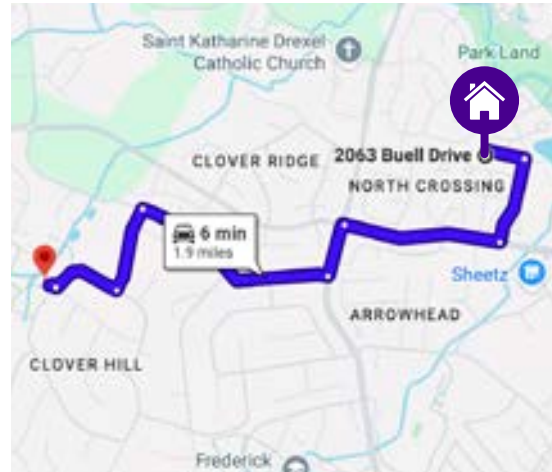 Saint Katharine Drexel
Catholic Church
Park Land
CLOVER RIDGE
2063 Buell Drive
NORTH CROSSING
6 min
1.9 miles
Sheetz
ARROWHEAD
CLOVER HILL
Frederick